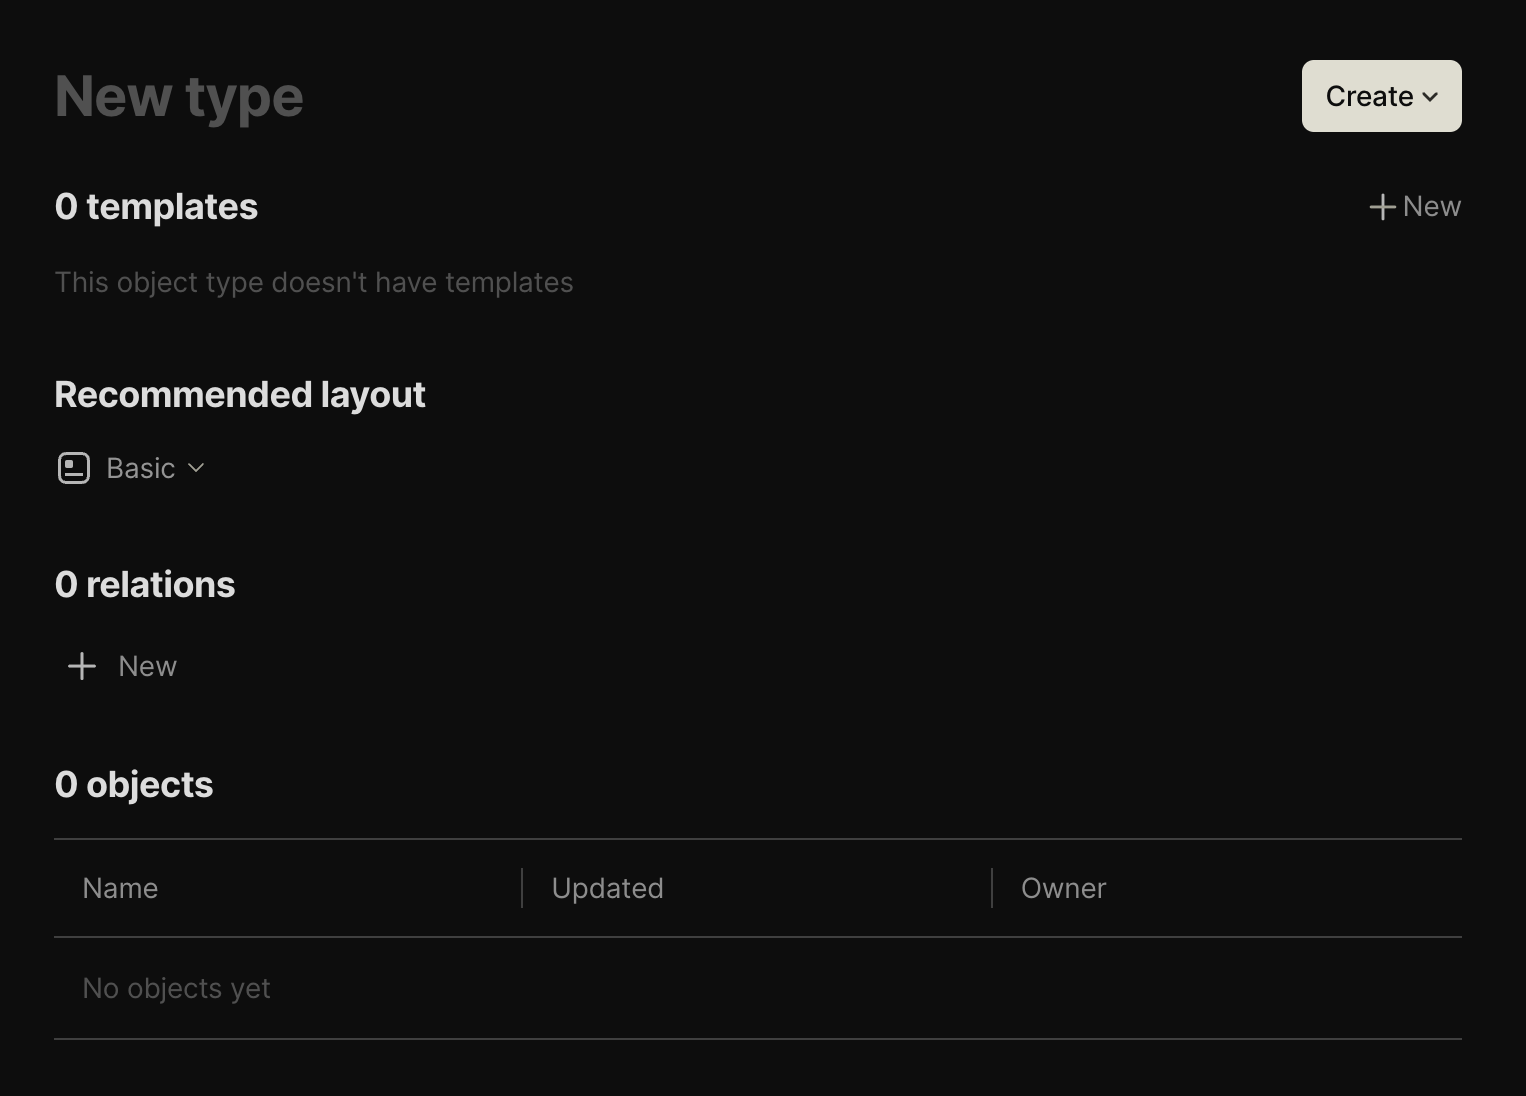 New type
Create
0 templates
New
This object type doesn't have templates
Recommended layout
Basic
0 relations
New
0 objects
Name
Updated
Owner
No objects yet